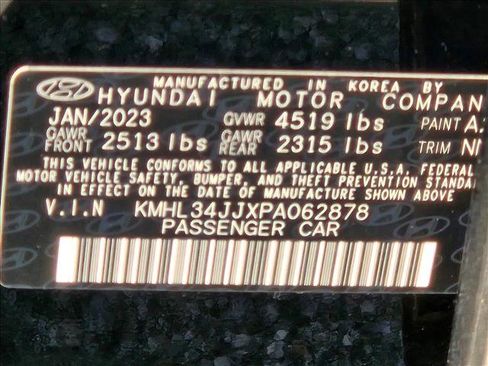 MANUFACTURED IN KOREA BY
HYUNDAI MOTOR COMPAN
JAN/2023 GVWR 4519 lbs PAINT A
GAWR FRONT 2513 lbs GAWR REAR 2315 lbs TRIM
THIS VEHICLE CONFORMS TO ALL APPLICABLE U.S.A. FEDERAL
MOTOR VEHICLE SAFETY, BUMPER, AND THEFT PREVENTION STANDA
IN EFFECT ON THE DATE OF MANUFACTURE SHOWN ABOVE
V.I.N KMHL34JJXPA062878
PASSENGER CAR